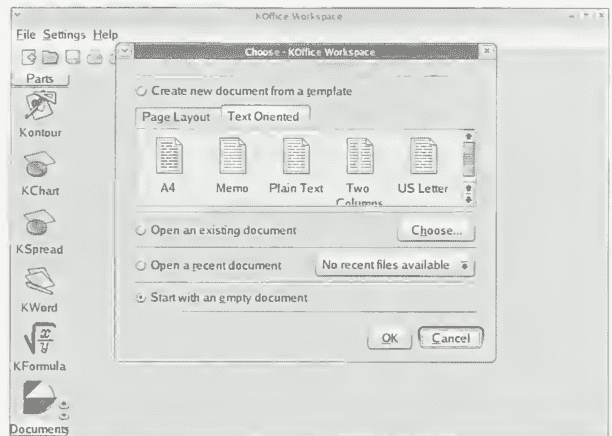 KOffice Workspace
File Settings Help
Choose - KOffice Workspace
Parts
Create new document from a template
Page Layout Text Oriented
Kontour
A4 Memo Plain Text Two Columns US Letter
KChart
Open an existing document Choose...
KSpread
Open a recent document No recent files available
Start with an empty document
KWord
x
y
OK Cancel
KFormula
Documents